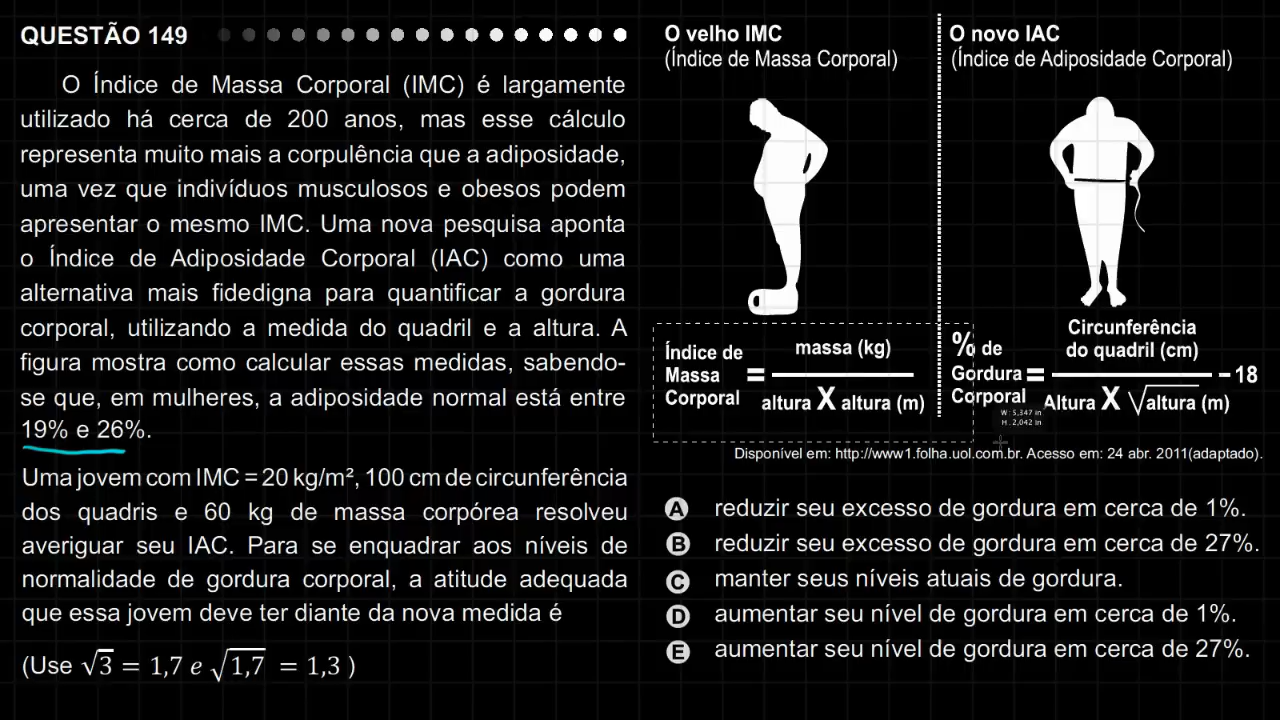 QUESTÃO 149
O Índice de Massa Corporal (IMC) é largamente
utilizado há cerca de 200 anos, mas esse cálculo
representa muito mais a corpulência que a adiposidade,
uma vez que indivíduos musculosos e obesos podem
apresentar o mesmo IMC. Uma nova pesquisa aponta
o Índice de Adiposidade Corporal (IAC) como uma
alternativa mais fidedigna para quantificar a gordura
corporal, utilizando a medida do quadril e a altura. A
figura mostra como calcular essas medidas, sabendo-
se que, em mulheres, a adiposidade normal está entre
19% e 26%.
Uma jovem com IMC = 20 kg/m², 100 cm de circunferência
dos quadris e 60 kg de massa corpórea resolveu
averiguar seu IAC. Para se enquadrar aos níveis de
normalidade de gordura corporal, a atitude adequada
que essa jovem deve ter diante da nova medida é
(Use √3 = 1,7 e √1,7 = 1,3 )
O velho IMC
(Índice de Massa Corporal)
Índice de
Massa
Corporal
=
massa (kg)
altura X altura (m)
O novo IAC
(Índice de Adiposidade Corporal)
% de
Gordura
Corporal
=
Circunferência
do quadril (cm)
Altura X √altura (m)
– 18
W: 5,347 in
H: 2,042 in
Disponível em: http://www1.folha.uol.com.br. Acesso em: 24 abr. 2011(adaptado).
A reduzir seu excesso de gordura em cerca de 1%.
B reduzir seu excesso de gordura em cerca de 27%.
C manter seus níveis atuais de gordura.
D aumentar seu nível de gordura em cerca de 1%.
E aumentar seu nível de gordura em cerca de 27%.